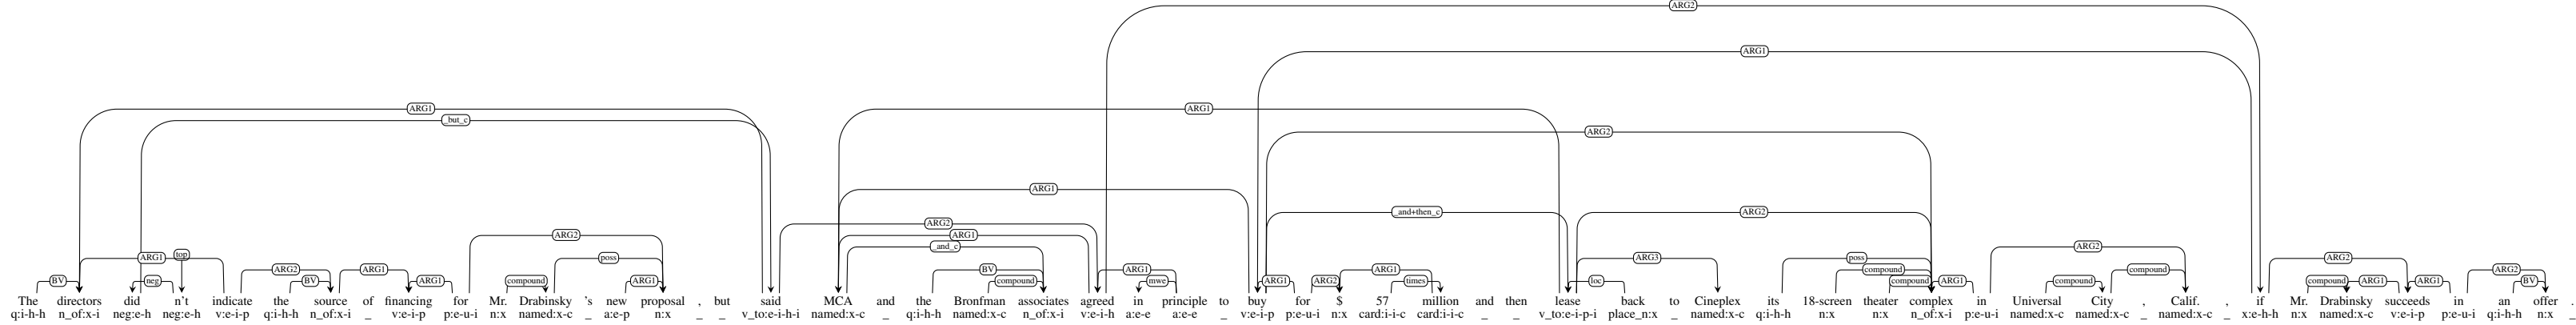 ARG2
ARG1
ARG1 ARG1
_but_c
ARG2
ARG1
_and+then_c ARG2
ARG2
ARG2 ARG1
_and_c ARG2
ARG1 top poss ARG3 poss ARG2
ARG2 ARG1 BV ARG1 ARG1 compound compound ARG2
BV neg BV ARG1 compound ARG1 compound mwe ARG1 ARG2 times loc compound ARG1 compound compound ARG1 ARG1 BV
The directors did n't indicate the source of financing for Mr. Drabinsky 's new proposal , but said MCA and the Bronfman associates agreed in principle to buy for $ 57 million and then lease back to Cineplex its 18-screen theater complex in Universal City , Calif. , if Mr. Drabinsky succeeds in an offer .
q:i-h-h n_of:x-i neg:e-h neg:e-h v:e-i-p q:i-h-h n_of:x-i _ v:e-i-p p:e-u-i n:x named:x-c _ a:e-p n:x _ _ v_to:e-i-h-i named:x-c _ q:i-h-h named:x-c n_of:x-i v:e-i-h a:e-e a:e-e _ v:e-i-p p:e-u-i n:x card:i-i-c card:i-i-c _ _ v_to:e-i-p-i place_n:x _ named:x-c q:i-h-h n:x n:x n_of:x-i p:e-u-i named:x-c named:x-c _ named:x-c _ x:e-h-h n:x named:x-c v:e-i-p p:e-u-i q:i-h-h n:x _